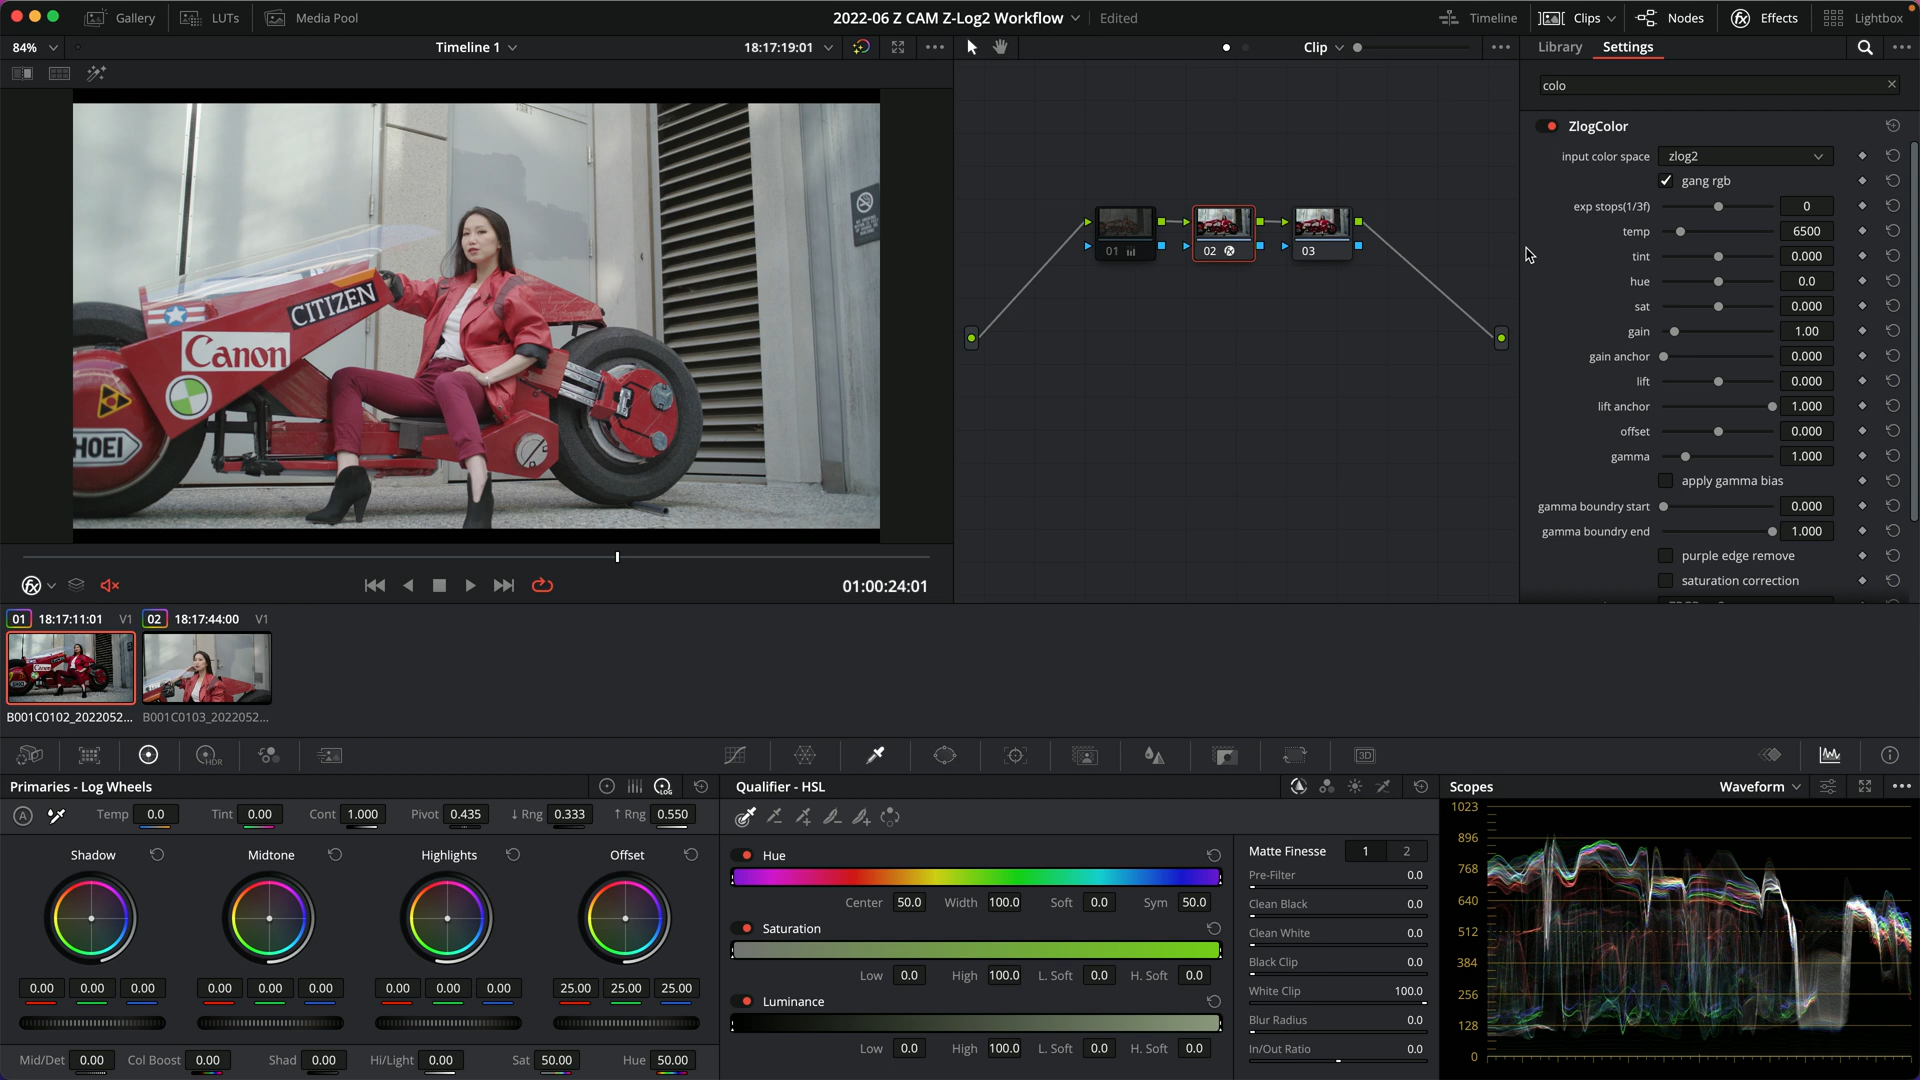 Gallery LUTs Media Pool 2022-06 Z CAM Z-Log2 Workflow Edited Timeline Clips Nodes Effects Lightbox
84% Timeline 1 18:17:19:01 Clip Library Settings
colo
ZlogColor
input color space zlog2
gang rgb
exp stops(1/3f) 0
temp 6500
tint 0.000
hue 0.0
sat 0.000
gain 1.00
gain anchor 0.000
lift 0.000
lift anchor 1.000
offset 0.000
gamma 1.000
apply gamma bias
gamma boundry start 0.000
gamma boundry end 1.000
purple edge remove
saturation correction
01 02 03
CITIZEN
Canon
HOEI
01:00:24:01
01 18:17:11:01 V1 02 18:17:44:00 V1
B001C0102_2022052... B001C0103_2022052...
HDR 3D
Primaries - Log Wheels LOG
A Temp 0.0 Tint 0.00 Cont 1.000 Pivot 0.435 ↓ Rng 0.333 ↑ Rng 0.550
Shadow Midtone Highlights Offset
0.00 0.00 0.00 0.00 0.00 0.00 0.00 0.00 0.00 25.00 25.00 25.00
Mid/Det 0.00 Col Boost 0.00 Shad 0.00 Hi/Light 0.00 Sat 50.00 Hue 50.00
Qualifier - HSL
Hue
Center 50.0 Width 100.0 Soft 0.0 Sym 50.0
Saturation
Low 0.0 High 100.0 L. Soft 0.0 H. Soft 0.0
Luminance
Low 0.0 High 100.0 L. Soft 0.0 H. Soft 0.0
Matte Finesse 1 2
Pre-Filter 0.0
Clean Black 0.0
Clean White 0.0
Black Clip 0.0
White Clip 100.0
Blur Radius 0.0
In/Out Ratio 0.0
Scopes Waveform
1023
896
768
640
512
384
256
128
0